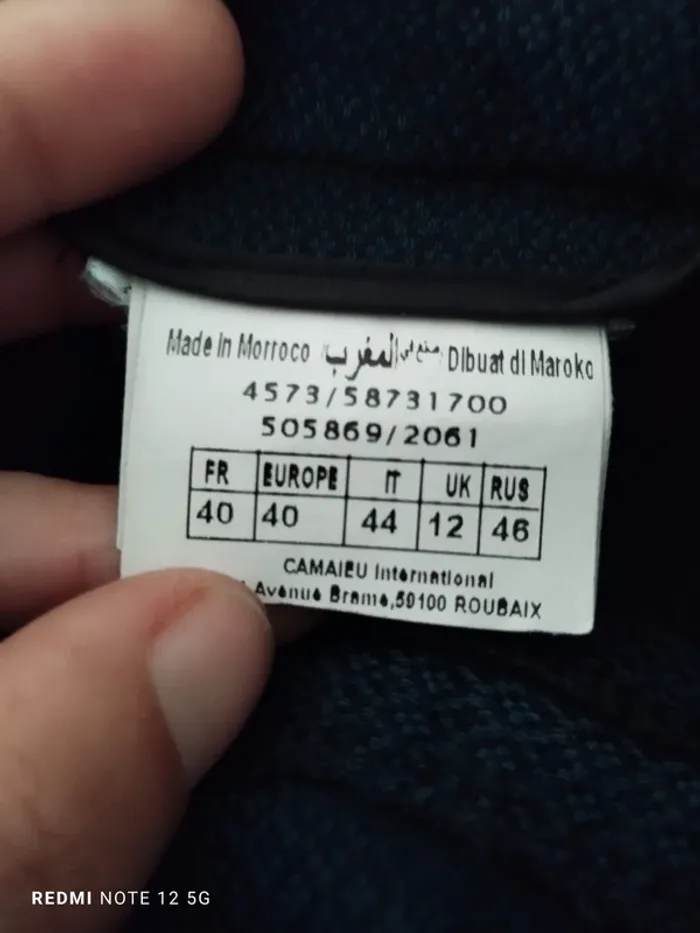 Made In Morroco صنع في المغرب Dibuat di Maroko
4573/58731700
505869/2061
FR EUROPE IT UK RUS
40 40 44 12 46
CAMAIEU International
Avenue Brame,59100 ROUBAIX
REDMI NOTE 12 5G